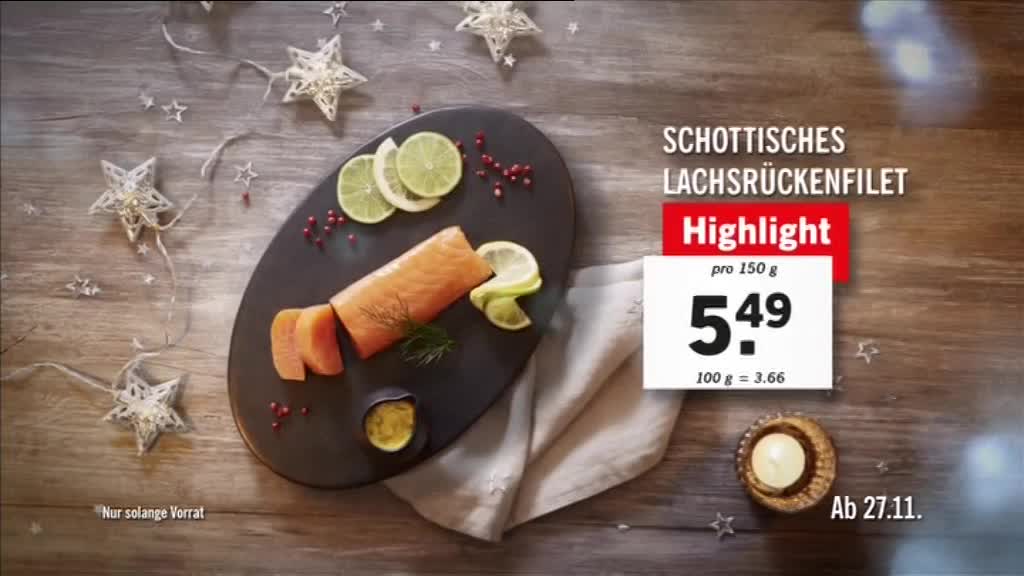 SCHOTTISCHES
LACHSRÜCKENFILET
Highlight
pro 150 g
5.49
100 g = 3.66
Nur solange Vorrat
Ab 27.11.